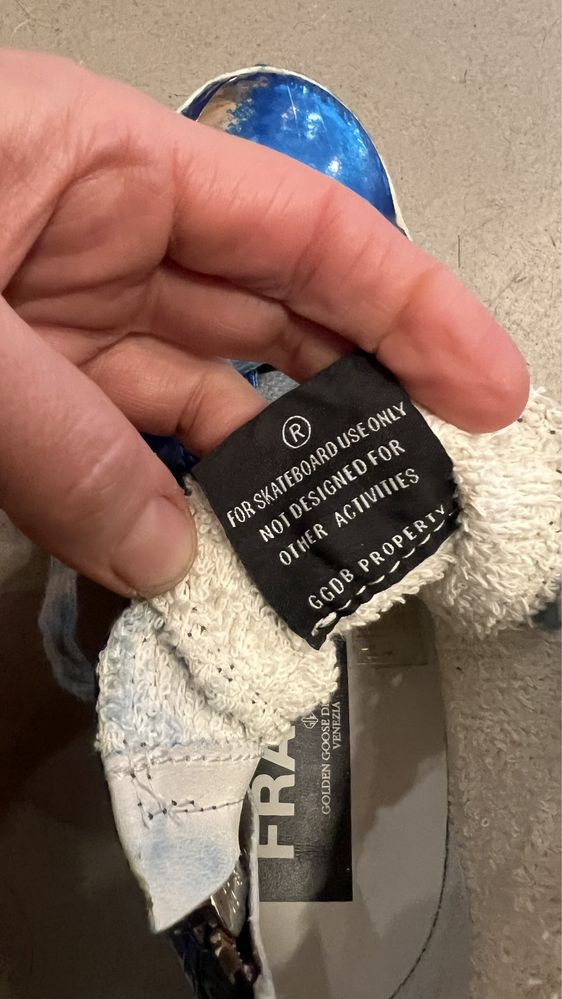 ®
FOR SKATEBOARD USE ONLY
NOT DESIGNED FOR
OTHER ACTIVITIES
GGDB PROPERTY
FRA
GOLDEN GOOSE
VENEZIA